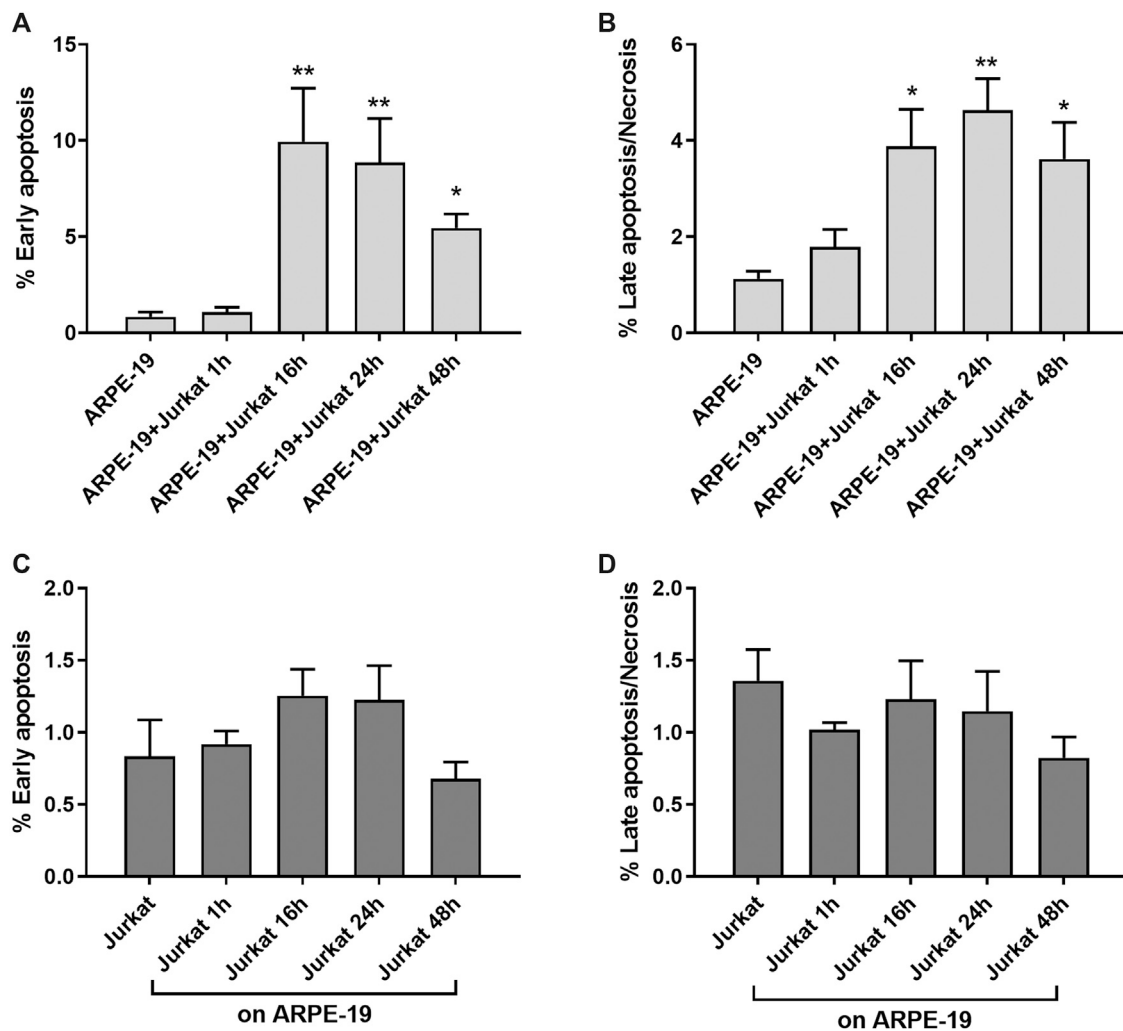 A
% Early apoptosis
15
10
5
0
**
**
*
ARPE-19
ARPE-19+Jurkat 1h
ARPE-19+Jurkat 16h
ARPE-19+Jurkat 24h
ARPE-19+Jurkat 48h
B
% Late apoptosis/Necrosis
6
4
2
0
*
**
*
ARPE-19
ARPE-19+Jurkat 1h
ARPE-19+Jurkat 16h
ARPE-19+Jurkat 24h
ARPE-19+Jurkat 48h
C
% Early apoptosis
2.0
1.5
1.0
0.5
0.0
Jurkat
Jurkat 1h
Jurkat 16h
Jurkat 24h
Jurkat 48h
on ARPE-19
D
% Late apoptosis/Necrosis
2.0
1.5
1.0
0.5
0.0
Jurkat
Jurkat 1h
Jurkat 16h
Jurkat 24h
Jurkat 48h
on ARPE-19